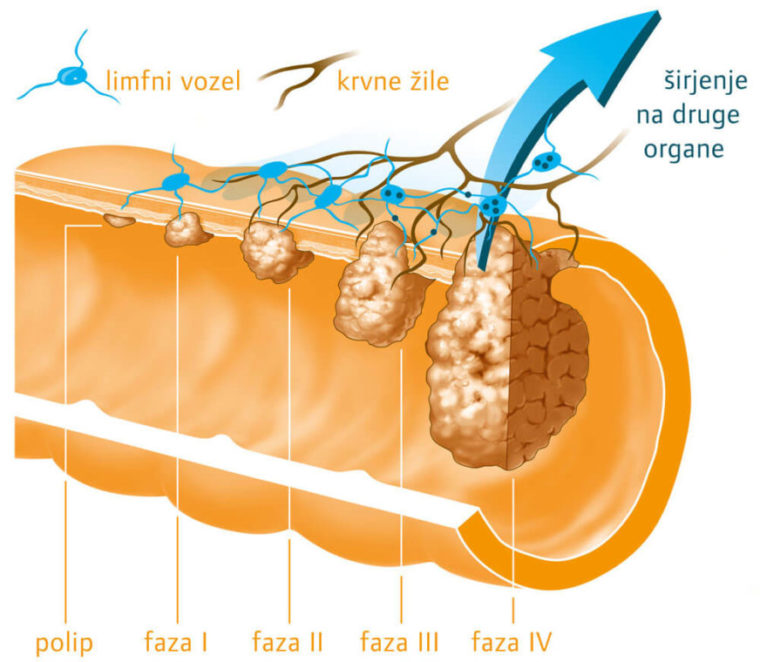 limfni vozel
krvne žile
širjenje
na druge
organe
polip
faza I
faza II
faza III
faza IV